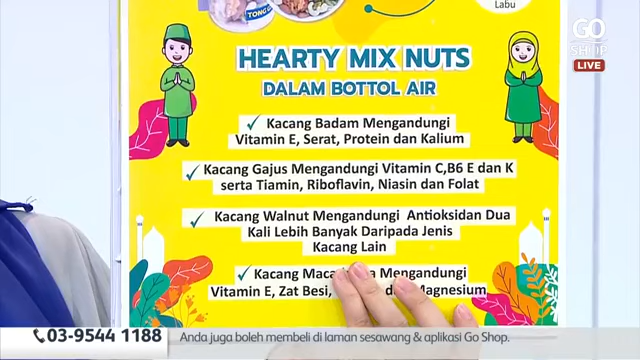 TONG
Labu
GO
SHOP
LIVE
HEARTY MIX NUTS
DALAM BOTTOL AIR
✓ Kacang Badam Mengandungi
Vitamin E, Serat, Protein dan Kalium
✓ Kacang Gajus Mengandungi Vitamin C,B6 E dan K
serta Tiamin, Riboflavin, Niasin dan Folat
✓ Kacang Walnut Mengandungi Antioksidan Dua
Kali Lebih Banyak Daripada Jenis
Kacang Lain
✓ Kacang Mengandungi
Vitamin E, Zat Besi, Magnesium
03-9544 1188
Anda juga boleh membeli di laman sesawang & aplikasi Go Shop.